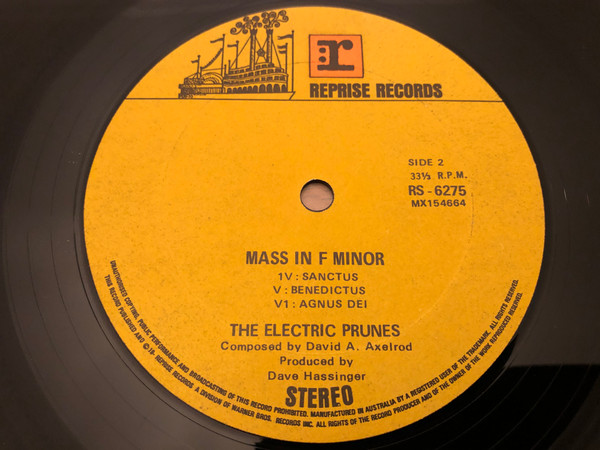 r:
REPRISE RECORDS
SIDE 2
33⅓ R.P.M.
RS - 6275
MX154664
MASS IN F MINOR
1V : SANCTUS
V : BENEDICTUS
V1 : AGNUS DEI
THE ELECTRIC PRUNES
Composed by David A. Axelrod
Produced by
Dave Hassinger
STEREO
UNAUTHORISED COPYING, PUBLIC PERFORMANCE AND BROADCASTING OF THIS RECORD PROHIBITED. MANUFACTURED IN AUSTRALIA BY A REGISTERED USER OF THE TRADEMARK. ALL RIGHTS
THIS RECORD PUBLISHED ARTO ©19- REPRISE RECORDS A DIVISION OF WARNER BROS. RECORDS INC. ALL RIGHTS OF THE RECORD PRODUCER AND OF THE OWNER OF THE WORK REPRODUCED RESERVED.